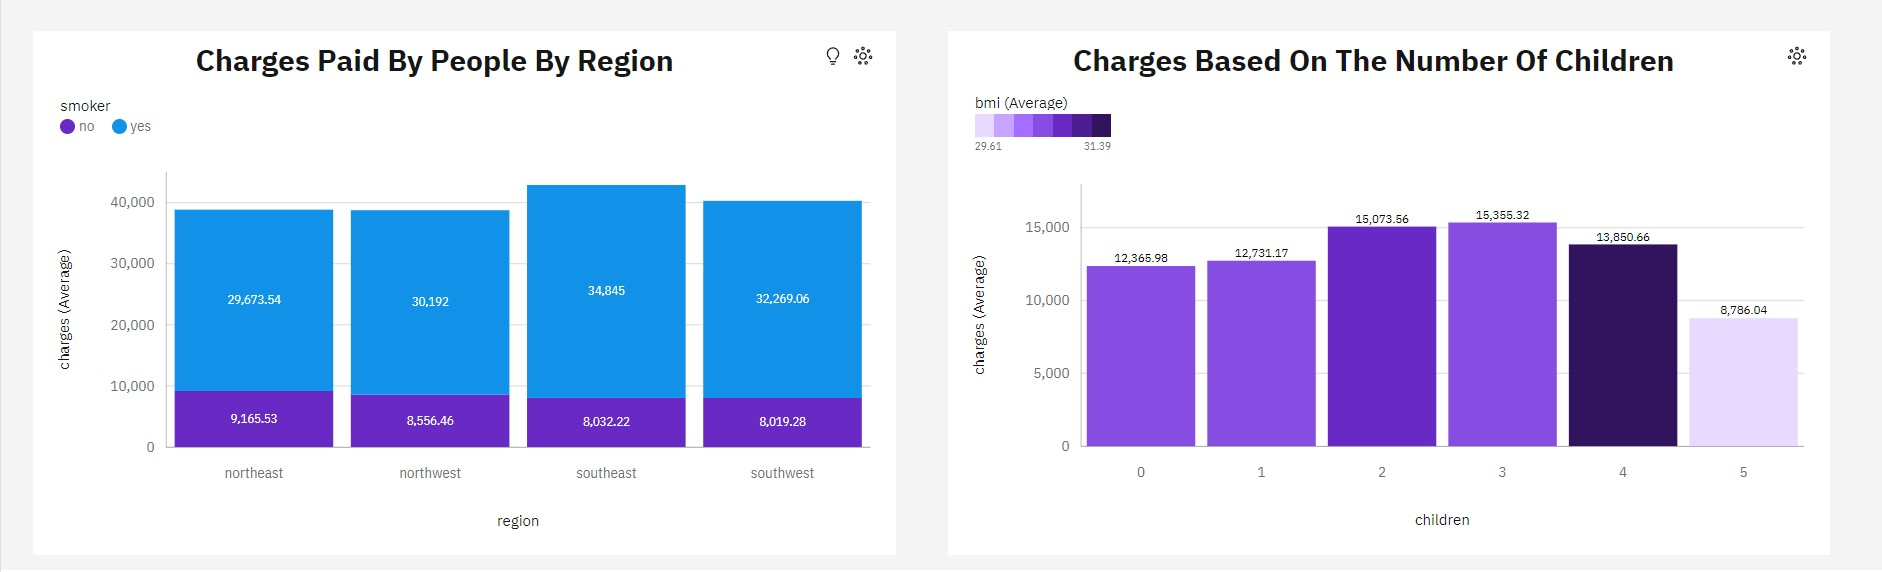 Charges Paid By People By Region
smoker
no yes
charges (Average)
40,000
30,000
20,000
10,000
0
29,673.54 30,192 34,845 32,269.06
9,165.53 8,556.46 8,032.22 8,019.28
northeast northwest southeast southwest
region
Charges Based On The Number Of Children
bmi (Average)
29.61 31.39
charges (Average)
15,000
10,000
5,000
0
12,365.98 12,731.17 15,073.56 15,355.32 13,850.66 8,786.04
0 1 2 3 4 5
children